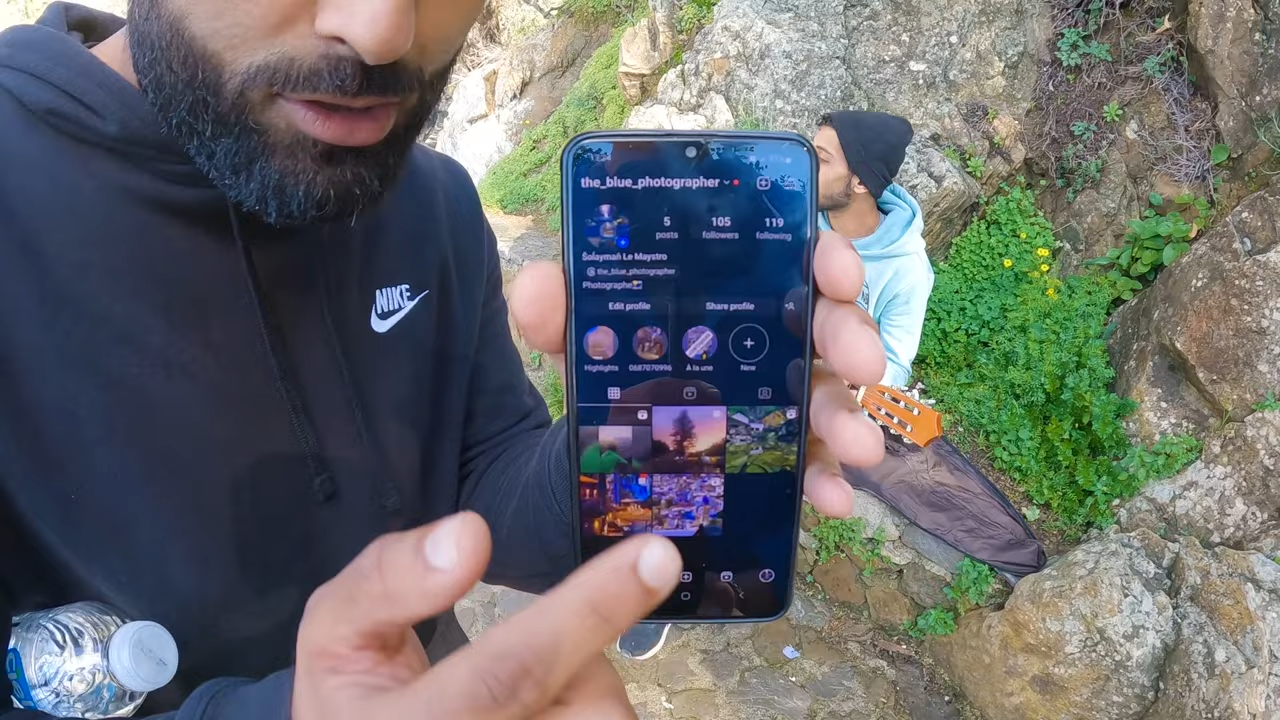 the_blue_photographer
5 105 119
posts followers following
Solaymañ Le Maystro
the_blue_photographer
Photographe
Edit profile Share profile
Highlights 0687070996 À la une New
NIKE